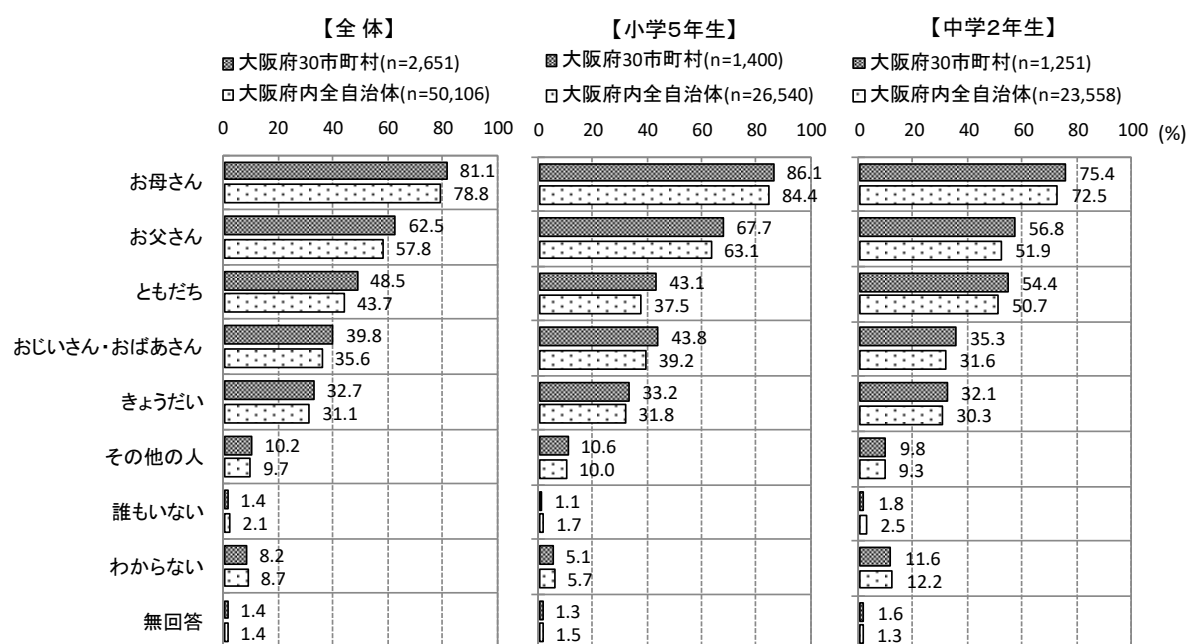 【全 体】 【小学5年生】 【中学2年生】
大阪府30市町村(n=2,651) 大阪府30市町村(n=1,400) 大阪府30市町村(n=1,251)
大阪府内全自治体(n=50,106) 大阪府内全自治体(n=26,540) 大阪府内全自治体(n=23,558)
0 20 40 60 80 100 0 20 40 60 80 100 0 20 40 60 80 100 (%)
お母さん 81.1 86.1 75.4
78.8 84.4 72.5
お父さん 62.5 67.7 56.8
57.8 63.1 51.9
ともだち 48.5 43.1 54.4
43.7 37.5 50.7
おじいさん・おばあさん 39.8 43.8 35.3
35.6 39.2 31.6
きょうだい 32.7 33.2 32.1
31.1 31.8 30.3
その他の人 10.2 10.6 9.8
9.7 10.0 9.3
誰もいない 1.4 1.1 1.8
2.1 1.7 2.5
わからない 8.2 5.1 11.6
8.7 5.7 12.2
無回答 1.4 1.3 1.6
1.4 1.5 1.3